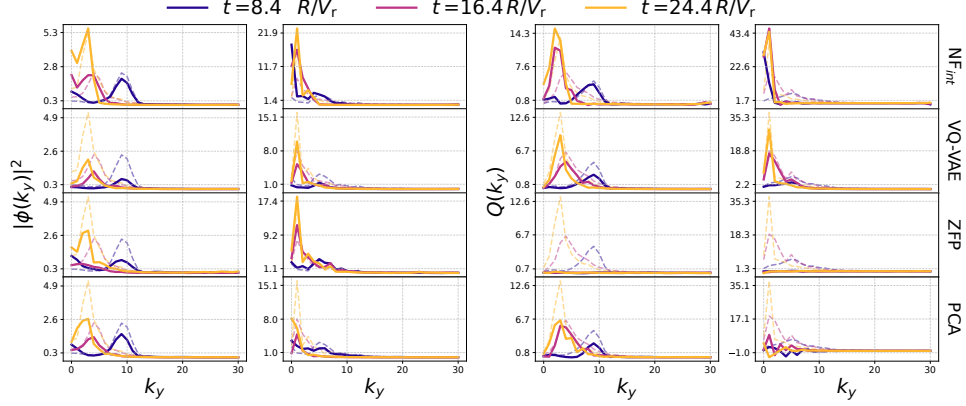 t=8.4 R/V_r t=16.4 R/V_r t=24.4 R/V_r
5.3 2.6 0.3 21.9 11.7 1.4 14.3 7.6 0.8 43.4 22.6 1.7 NF_int
4.9 2.6 0.3 15.1 8.0 1.0 12.6 6.7 0.8 35.3 18.8 2.2 VQ-VAE
4.9 2.6 0.3 17.4 9.2 1.1 12.6 6.7 0.7 35.3 18.3 1.3 ZFP
4.9 2.6 0.3 15.1 8.0 1.0 12.6 6.7 0.8 35.1 17.1 −1.0 PCA
|ϕ(k_y)|²
Q(k_y)
0 10 20 30 0 10 20 30 0 10 20 30 0 10 20 30
k_y k_y k_y k_y